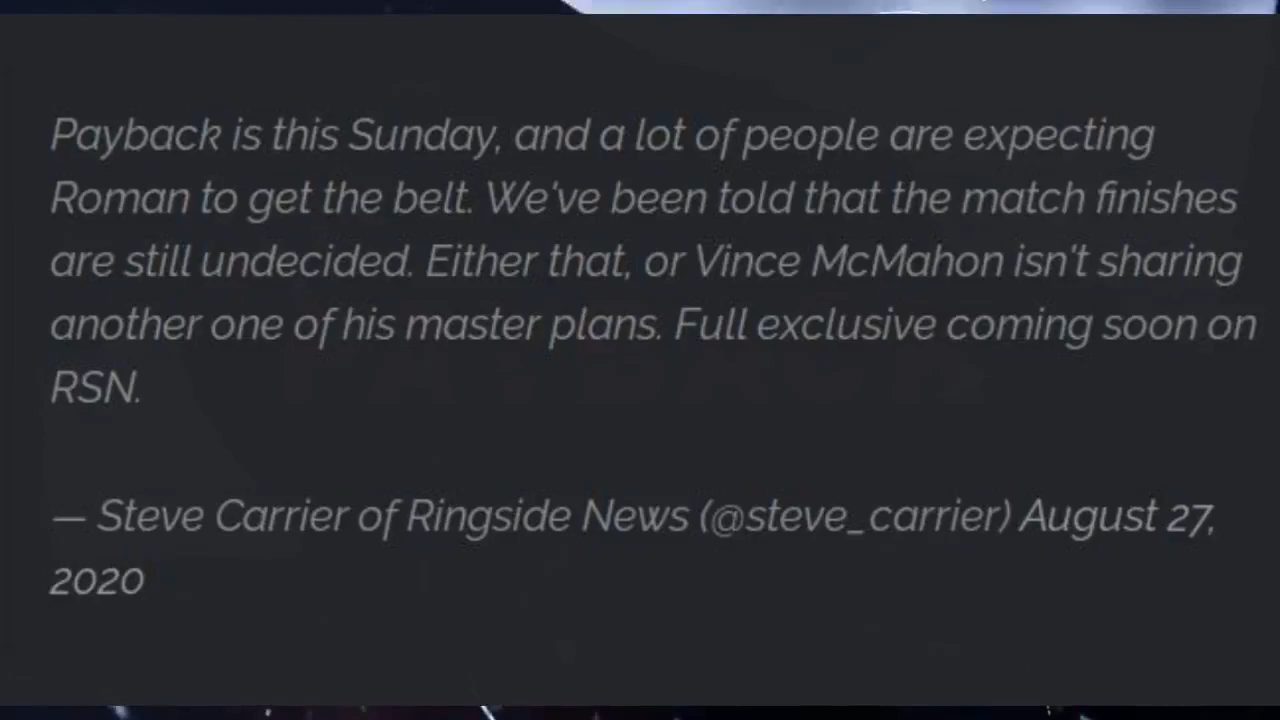 Payback is this Sunday, and a lot of people are expecting
Roman to get the belt. We've been told that the match finishes
are still undecided. Either that, or Vince McMahon isn't sharing
another one of his master plans. Full exclusive coming soon on
RSN.
— Steve Carrier of Ringside News (@steve_carrier) August 27,
2020